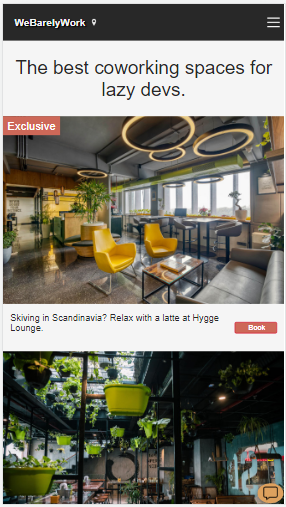 WeBarelyWork
The best coworking spaces for
lazy devs.
Exclusive
Skiving in Scandinavia? Relax with a latte at Hygge
Lounge.
Book